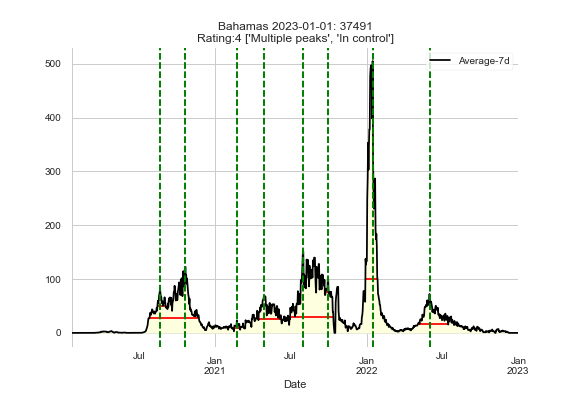 Bahamas 2023-01-01: 37491
Rating:4 ['Multiple peaks', 'In control']
Average-7d
500
400
300
200
100
0
Jul
Jan
2021
Jul
Jan
2022
Jul
Jan
2023
Date